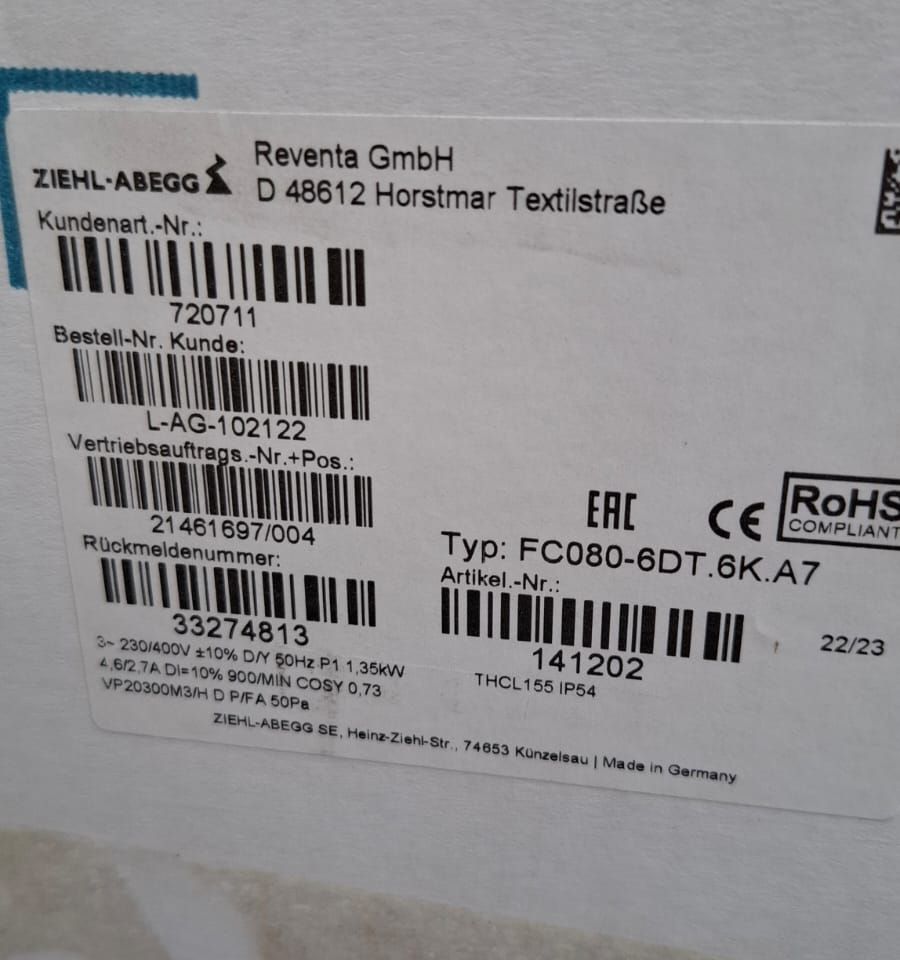 ZIEHL-ABEGG
Reventa GmbH
D 48612 Horstmar Textilstraße
Kundenart.-Nr.:
720711
Bestell-Nr. Kunde:
L-AG-102122
Vertriebsauftrags.-Nr.+Pos.:
21461697/004
Rückmeldenummer:
33274813
3~ 230/400V ±10% D/Y 50Hz P1 1,35kW
4,6/2,7A DI=10% 900/MIN COSY 0,73
VP20300M3/H D P/FA 50Pa
EAC CE RoHS
COMPLIANT
Typ: FC080-6DT.6K.A7
Artikel.-Nr.:
141202
22/23
THCL155 IP54
ZIEHL-ABEGG SE, Heinz-Ziehl-Str., 74653 Künzelsau | Made in Germany